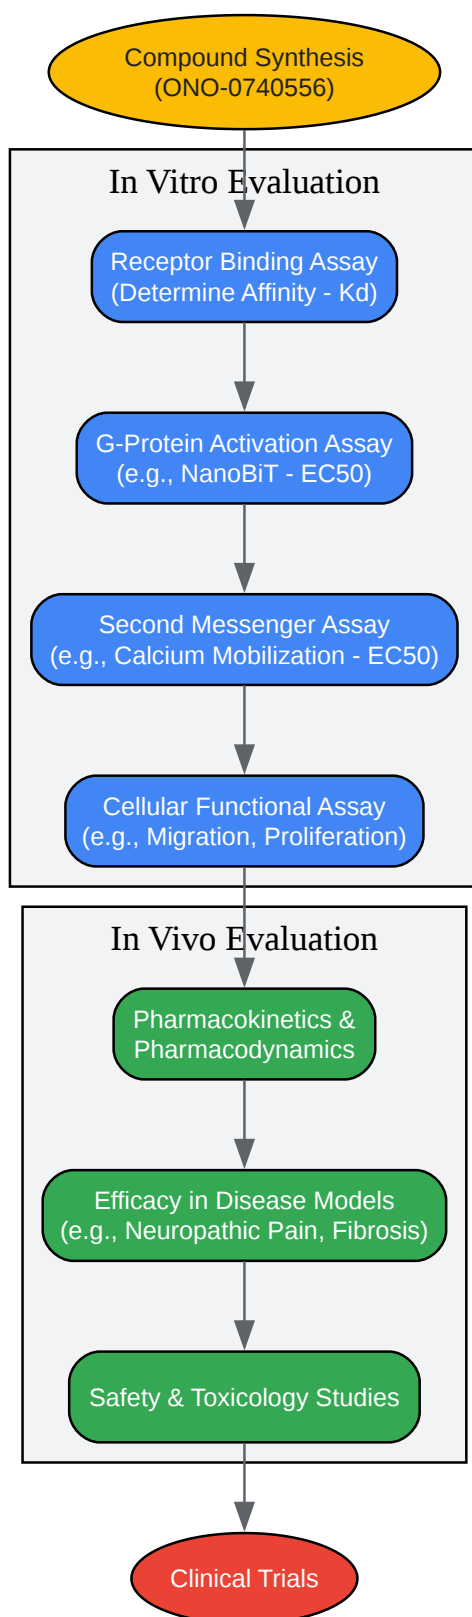 Compound Synthesis
(ONO-0740556)
In Vitro Evaluation
Receptor Binding Assay
(Determine Affinity - Kd)
G-Protein Activation Assay
(e.g., NanoBiT - EC50)
Second Messenger Assay
(e.g., Calcium Mobilization - EC50)
Cellular Functional Assay
(e.g., Migration, Proliferation)
In Vivo Evaluation
Pharmacokinetics &
Pharmacodynamics
Efficacy in Disease Models
(e.g., Neuropathic Pain, Fibrosis)
Safety & Toxicology Studies
Clinical Trials